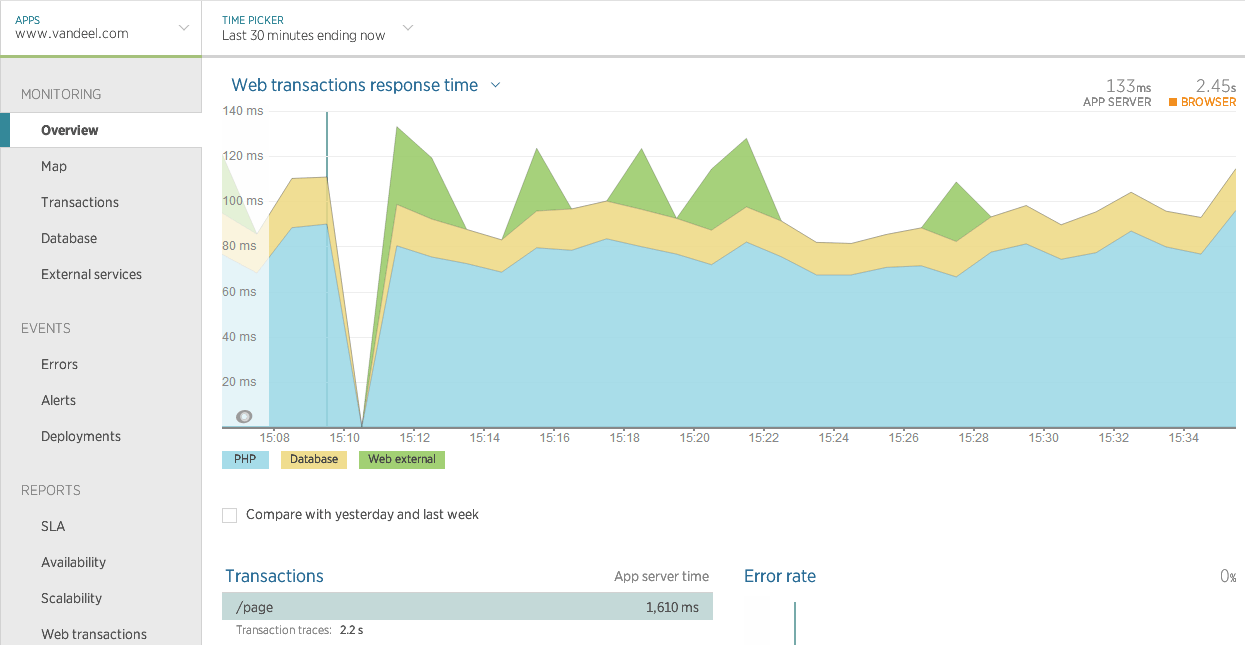 APPS
www.vandeel.com
TIME PICKER
Last 30 minutes ending now
MONITORING
Overview
Map
Transactions
Database
External services
EVENTS
Errors
Alerts
Deployments
REPORTS
SLA
Availability
Scalability
Web transactions
Web transactions response time
133ms
APP SERVER
2.45s
BROWSER
140 ms
120 ms
100 ms
80 ms
60 ms
40 ms
20 ms
15:08 15:10 15:12 15:14 15:16 15:18 15:20 15:22 15:24 15:26 15:28 15:30 15:32 15:34
PHP Database Web external
Compare with yesterday and last week
Transactions App server time
/page 1,610 ms
Transaction traces: 2.2 s
Error rate 0%